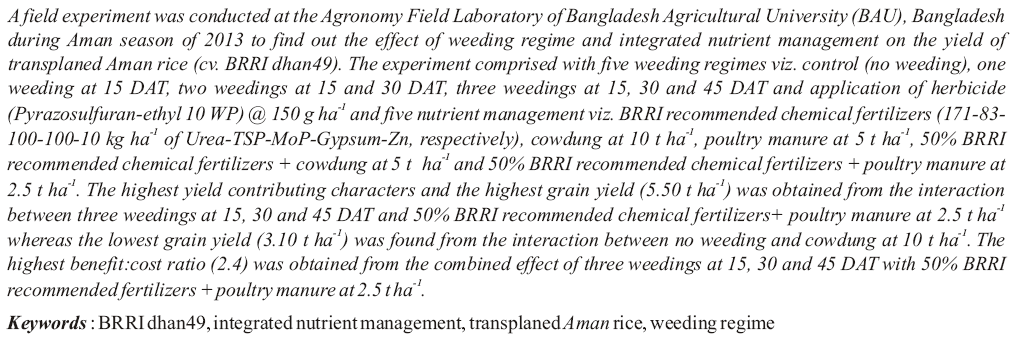 A field experiment was conducted at the Agronomy Field Laboratory of Bangladesh Agricultural University (BAU), Bangladesh
during Aman season of 2013 to find out the effect of weeding regime and integrated nutrient management on the yield of
transplaned Aman rice (cv. BRRI dhan49). The experiment comprised with five weeding regimes viz. control (no weeding), one
weeding at 15 DAT, two weedings at 15 and 30 DAT, three weedings at 15, 30 and 45 DAT and application of herbicide
(Pyrazosulfuran-ethyl 10 WP) @ 150 g ha⁻¹ and five nutrient management viz. BRRI recommended chemical fertilizers (171-83-
100-100-10 kg ha⁻¹ of Urea-TSP-MoP-Gypsum-Zn, respectively), cowdung at 10 t ha⁻¹, poultry manure at 5 t ha⁻¹, 50% BRRI
recommended chemical fertilizers + cowdung at 5 t ha⁻¹ and 50% BRRI recommended chemical fertilizers + poultry manure at
2.5 t ha⁻¹. The highest yield contributing characters and the highest grain yield (5.50 t ha⁻¹) was obtained from the interaction
between three weedings at 15, 30 and 45 DAT and 50% BRRI recommended chemical fertilizers+ poultry manure at 2.5 t ha⁻¹
whereas the lowest grain yield (3.10 t ha⁻¹) was found from the interaction between no weeding and cowdung at 10 t ha⁻¹. The
highest benefit:cost ratio (2.4) was obtained from the combined effect of three weedings at 15, 30 and 45 DAT with 50% BRRI
recommended fertilizers + poultry manure at 2.5 t ha⁻¹.
Keywords : BRRI dhan49, integrated nutrient management, transplaned Aman rice, weeding regime